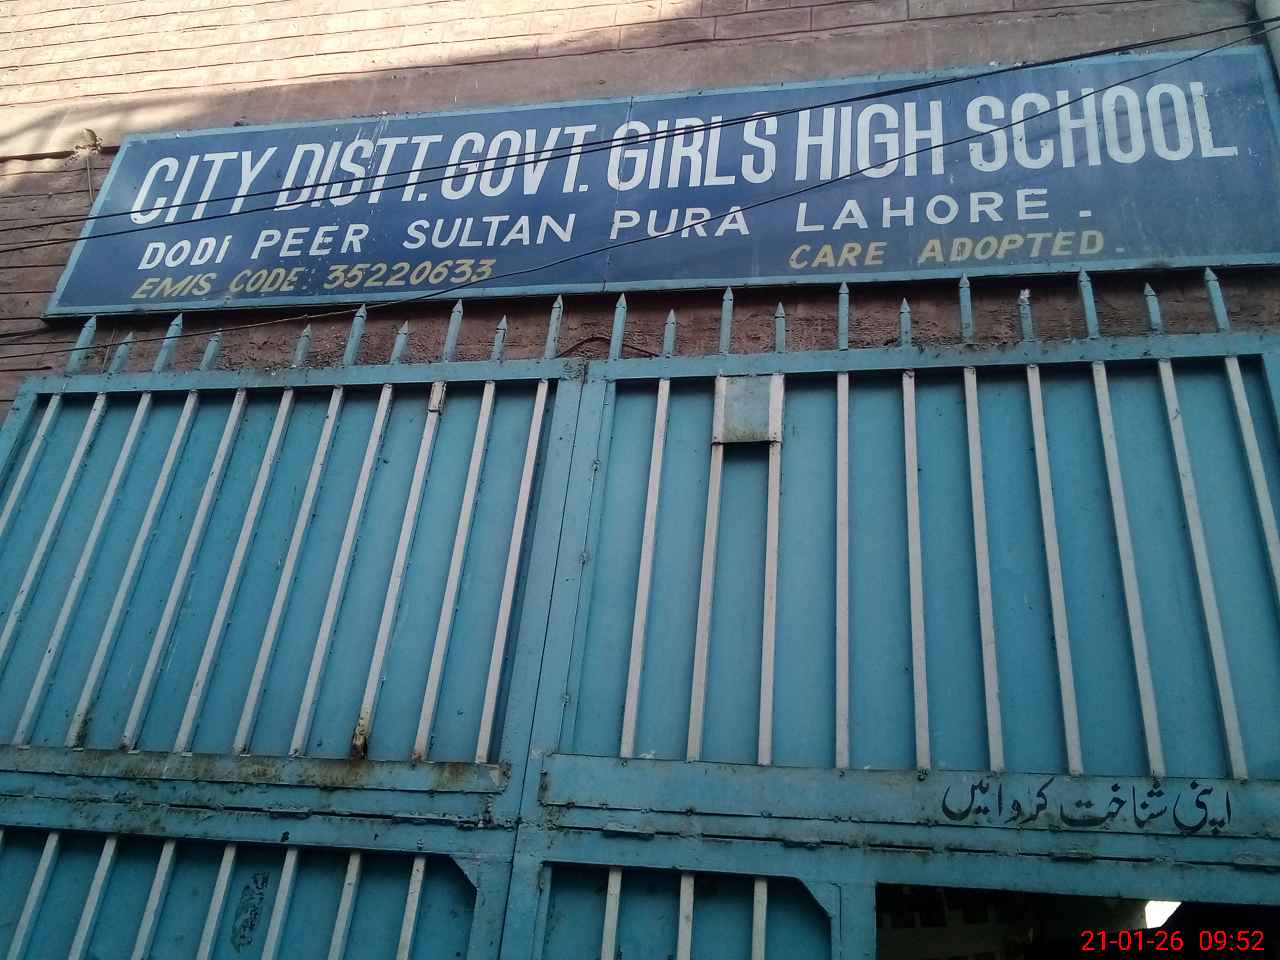 CITY DISTT. GOVT. GIRLS HIGH SCHOOL
DODI PEER SULTAN PURA LAHORE -
EMIS CODE: 35220633 CARE ADOPTED.
اپنی شناخت کروائیں
21-01-26 09:52